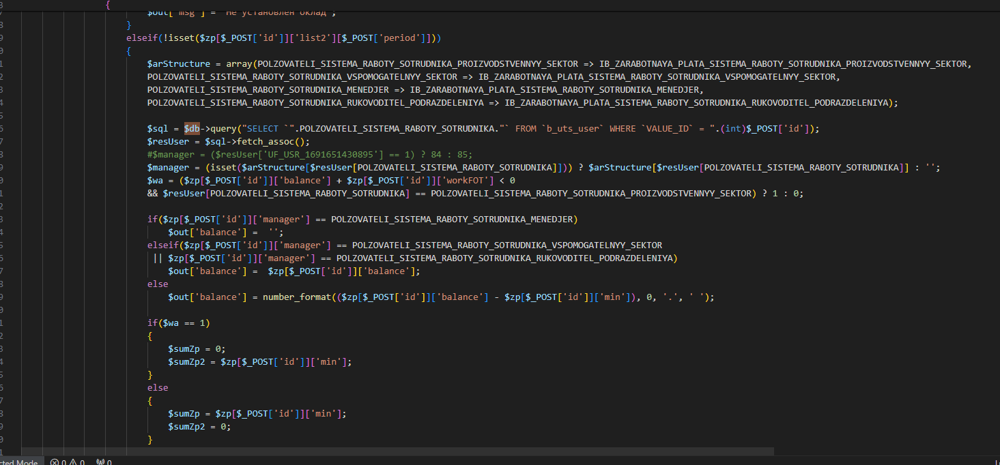 {
$out['msg'] = 'Не установлен оклад';
}
elseif(!isset($zp[$_POST['id']]['list2'][$_POST['period']]))
{
$arStructure = array(POLZOVATELI_SISTEMA_RABOTY_SOTRUDNIKA_PROIZVODSTVENNYY_SEKTOR => IB_ZARABOTNAYA_PLATA_SISTEMA_RABOTY_SOTRUDNIKA_PROIZVODSTVENNYY_SEKTOR,
POLZOVATELI_SISTEMA_RABOTY_SOTRUDNIKA_VSPOMOGATELNYY_SEKTOR => IB_ZARABOTNAYA_PLATA_SISTEMA_RABOTY_SOTRUDNIKA_VSPOMOGATELNYY_SEKTOR,
POLZOVATELI_SISTEMA_RABOTY_SOTRUDNIKA_MENEDJER => IB_ZARABOTNAYA_PLATA_SISTEMA_RABOTY_SOTRUDNIKA_MENEDJER,
POLZOVATELI_SISTEMA_RABOTY_SOTRUDNIKA_RUKOVODITEL_PODRAZDELENIYA => IB_ZARABOTNAYA_PLATA_SISTEMA_RABOTY_SOTRUDNIKA_RUKOVODITEL_PODRAZDELENIYA);
$sql = $db->query("SELECT `".POLZOVATELI_SISTEMA_RABOTY_SOTRUDNIKA."` FROM `b_uts_user` WHERE `VALUE_ID` = ".(int)$_POST['id']);
$resUser = $sql->fetch_assoc();
#$manager = ($resUser['UF_USR_1691651430895'] == 1) ? 84 : 85;
$manager = (isset($arStructure[$resUser[POLZOVATELI_SISTEMA_RABOTY_SOTRUDNIKA]])) ? $arStructure[$resUser[POLZOVATELI_SISTEMA_RABOTY_SOTRUDNIKA]] : '';
$wa = ($zp[$_POST['id']]['balance'] + $zp[$_POST['id']]['workFOT'] < 0
&& $resUser[POLZOVATELI_SISTEMA_RABOTY_SOTRUDNIKA] == POLZOVATELI_SISTEMA_RABOTY_SOTRUDNIKA_PROIZVODSTVENNYY_SEKTOR) ? 1 : 0;
if($zp[$_POST['id']]['manager'] == POLZOVATELI_SISTEMA_RABOTY_SOTRUDNIKA_MENEDJER)
$out['balance'] =  '';
elseif($zp[$_POST['id']]['manager'] == POLZOVATELI_SISTEMA_RABOTY_SOTRUDNIKA_VSPOMOGATELNYY_SEKTOR
|| $zp[$_POST['id']]['manager'] == POLZOVATELI_SISTEMA_RABOTY_SOTRUDNIKA_RUKOVODITEL_PODRAZDELENIYA)
$out['balance'] =  $zp[$_POST['id']]['balance'];
else
$out['balance'] = number_format(($zp[$_POST['id']]['balance'] - $zp[$_POST['id']]['min']), 0, '.', ' ');
if($wa == 1)
{
$sumZp = 0;
$sumZp2 = $zp[$_POST['id']]['min'];
}
else
{
$sumZp = $zp[$_POST['id']]['min'];
$sumZp2 = 0;
}
Mode 0 0 0